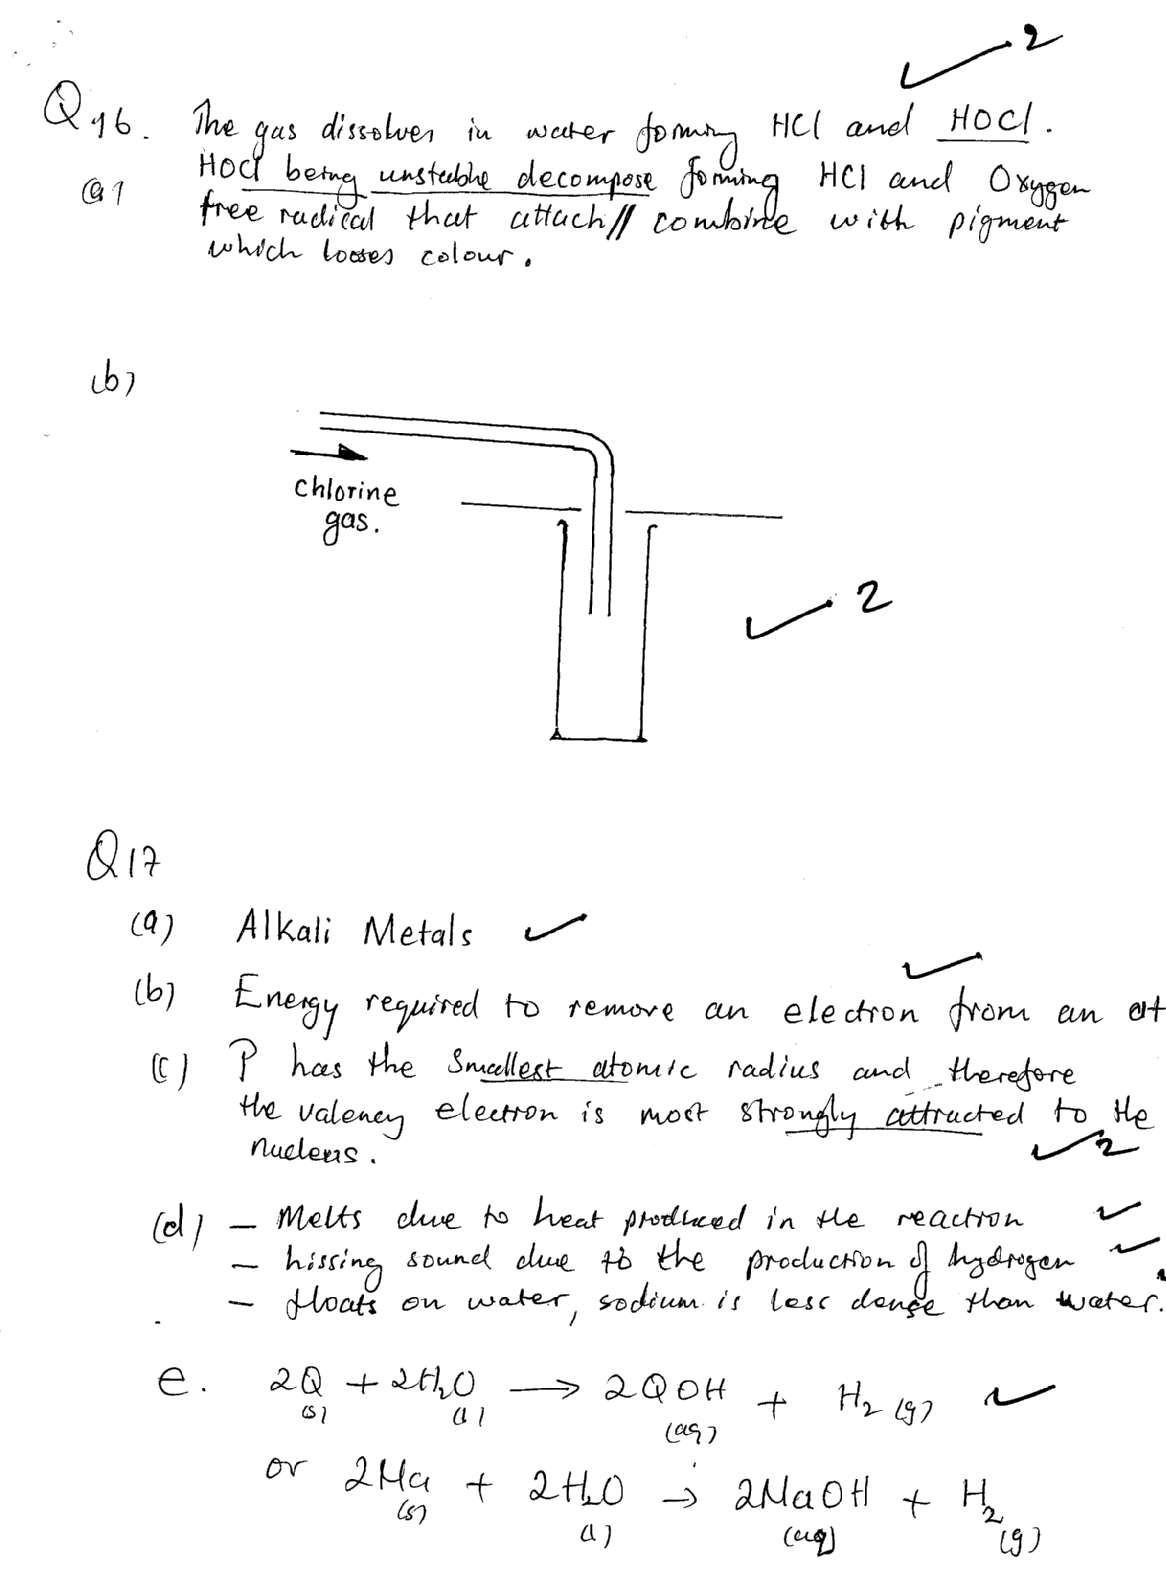 ✓ 2
Q16. The gas dissolves in water forming HCl and HOCl.
(a) HOCl being unstable decompose forming HCl and Oxygen
free radical that attach // combine with pigment
which looses colour.
(b)
chlorine
gas.
✓ 2
Q17
(a) Alkali Metals ✓
(b) Energy required to remove an electron from an at
(c) P has the smallest atomic radius and therefore
the valency electron is most strongly attracted to the
nucleus. ✓2
(d) – Melts due to heat produced in the reaction ✓
– hissing sound due to the production of hydrogen ✓
– floats on water, sodium is less dense than water.
e. 2Q(s) + 2H₂O(l) → 2QOH(aq) + H₂(g) ✓
or 2Na(s) + 2H₂O(l) → 2NaOH(aq) + H₂(g)